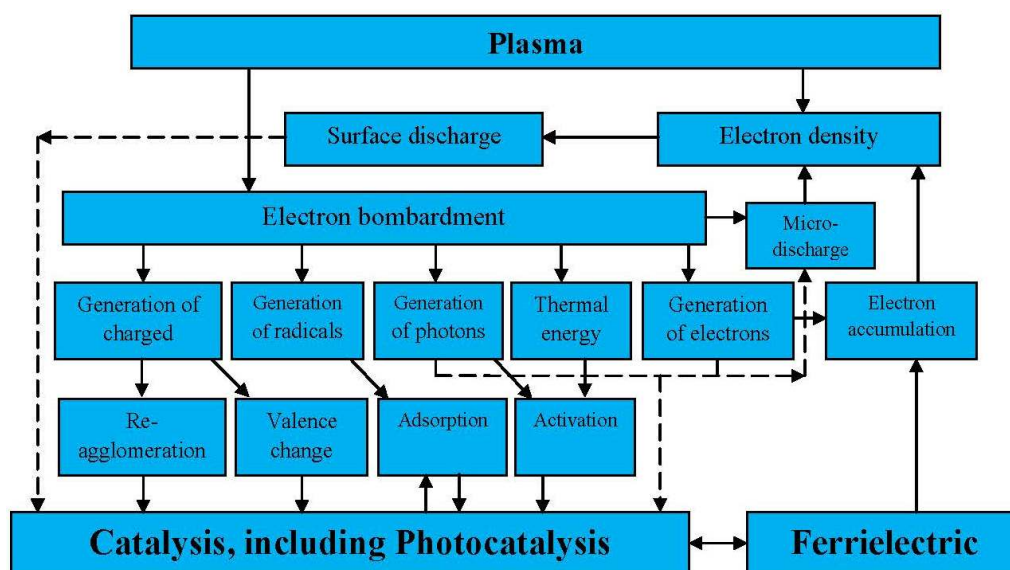 Plasma
Surface discharge
Electron density
Electron bombardment
Micro-
discharge
Generation of
charged
Generation
of radicals
Generation
of photons
Thermal
energy
Generation
of electrons
Electron
accumulation
Re-
agglomeration
Valence
change
Adsorption
Activation
Catalysis, including Photocatalysis
Ferrielectric